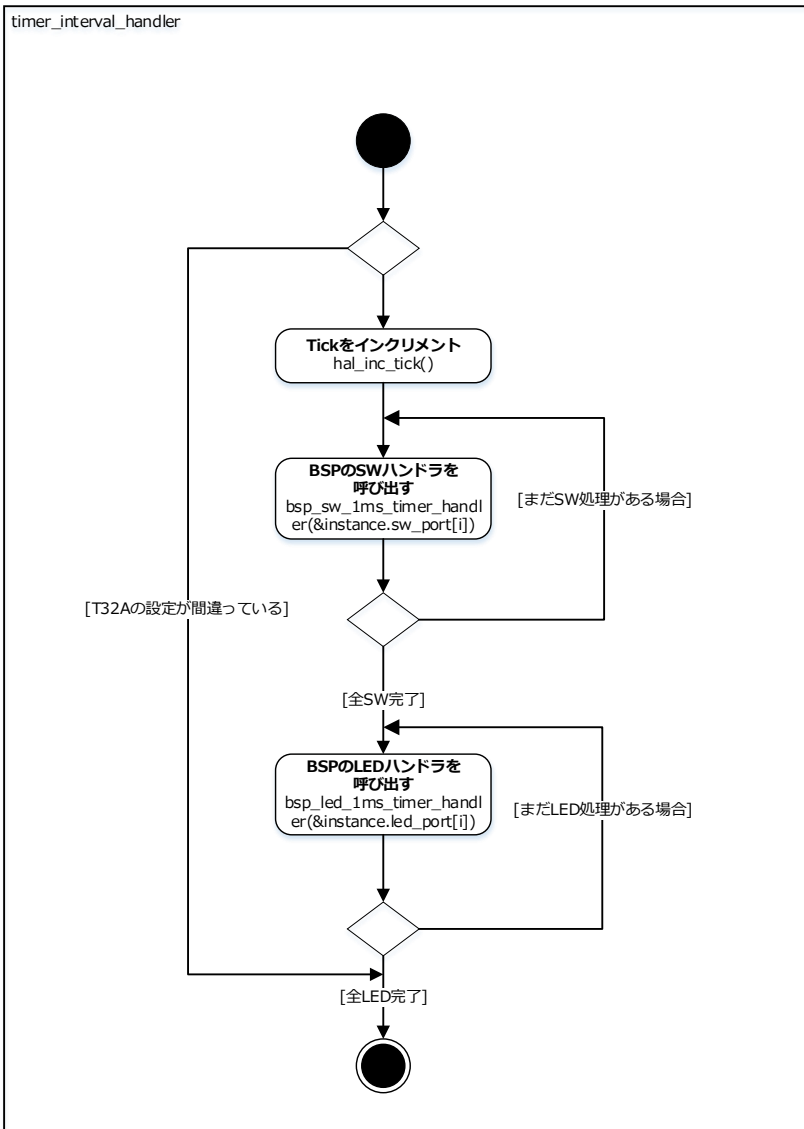 timer_interval_handler
Tickをインクリメント
hal_inc_tick()
BSPのSWハンドラを
呼び出す
bsp_sw_1ms_timer_handl
er(&instance.sw_port[i])
[まだSW処理がある場合]
[T32Aの設定が間違っている]
[全SW完了]
BSPのLEDハンドラを
呼び出す
bsp_led_1ms_timer_handl
er(&instance.led_port[i])
[まだLED処理がある場合]
[全LED完了]